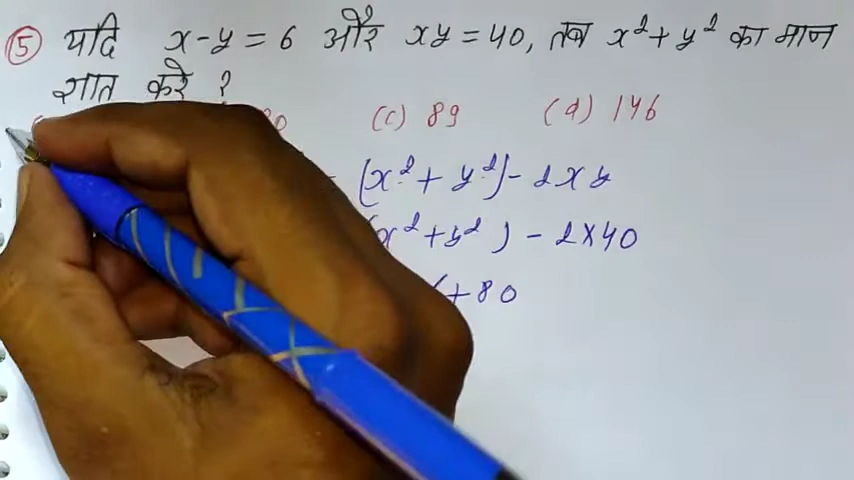 ⑤ यदि x-y = 6 और xy = 40, तब x²+y² का मान
ज्ञात करे ?
(c) 89 (d) 146
(x²+y²) - 2xy
x²+y²) - 2×40
+80